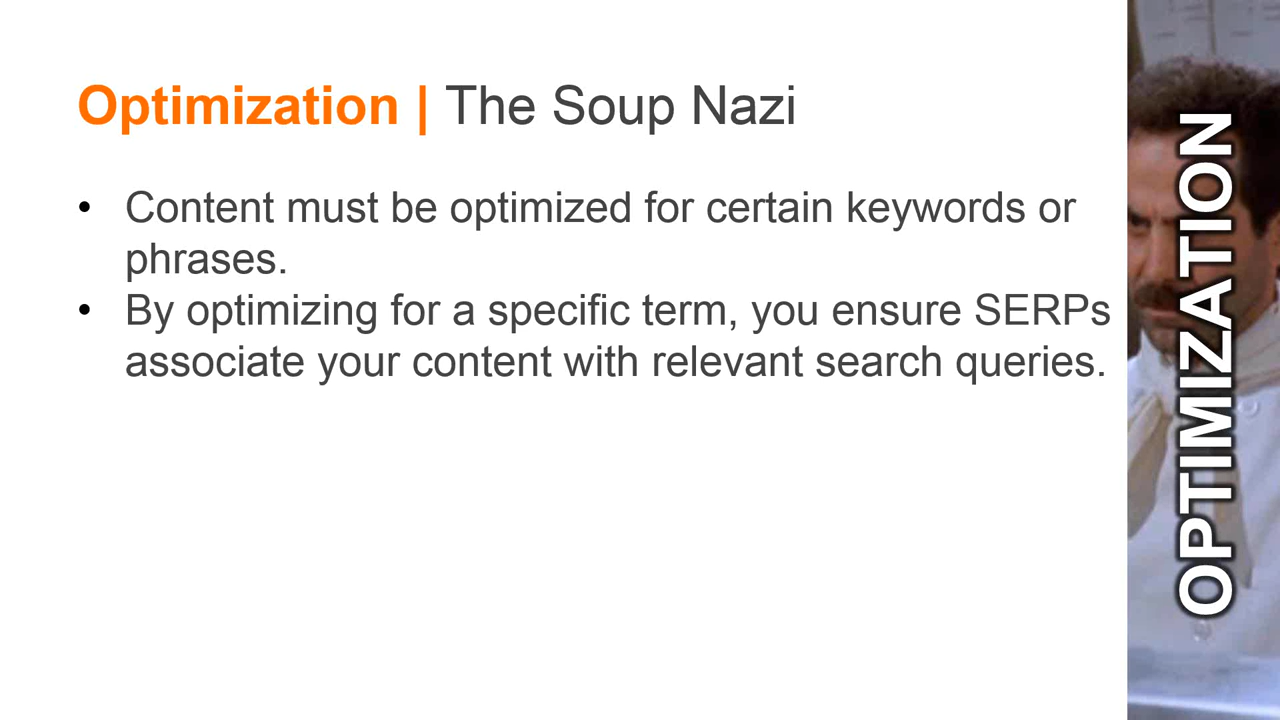 Optimization | The Soup Nazi
• Content must be optimized for certain keywords or
phrases.
• By optimizing for a specific term, you ensure SERPs
associate your content with relevant search queries.
OPTIMIZATION